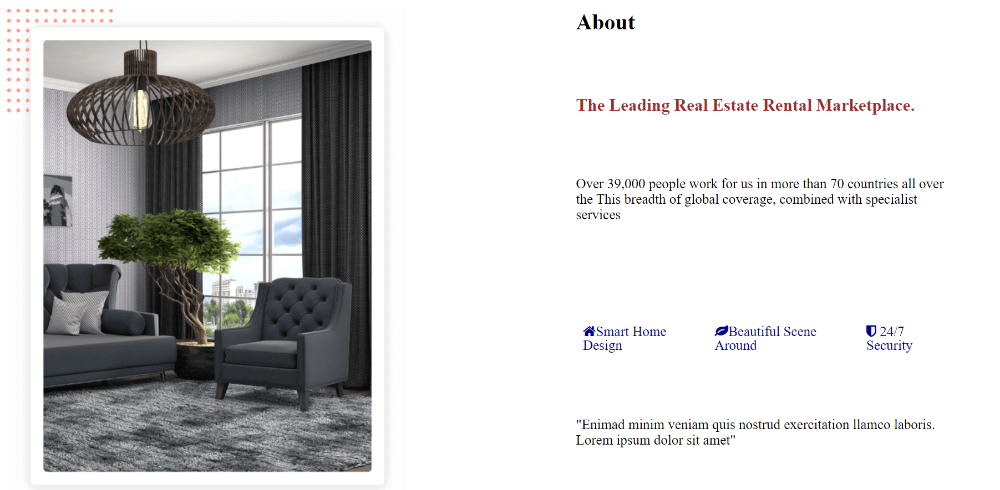 About
The Leading Real Estate Rental Marketplace.
Over 39,000 people work for us in more than 70 countries all over
the This breadth of global coverage, combined with specialist
services
Smart Home
Design
Beautiful Scene
Around
24/7
Security
"Enimad minim veniam quis nostrud exercitation llamco laboris.
Lorem ipsum dolor sit amet"